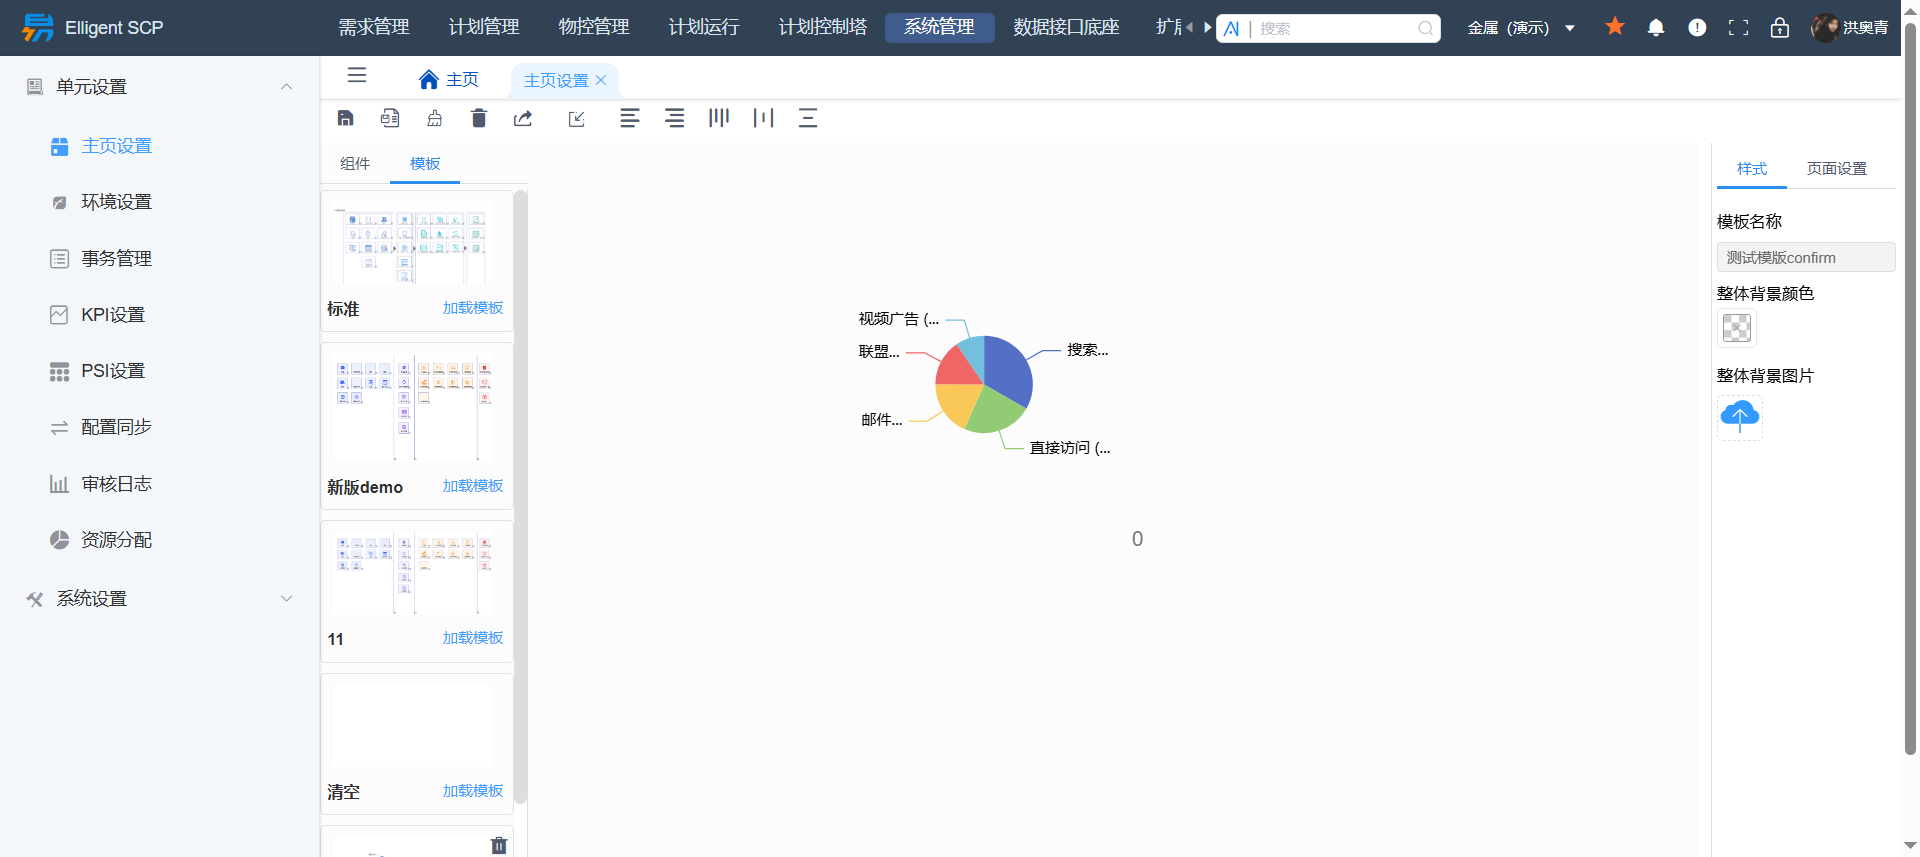 Elligent SCP
需求管理
计划管理
物控管理
计划运行
计划控制塔
系统管理
数据接口底座
AI | 搜索
金属 (演示)
洪奥青
单元设置
主页
主页设置
主页设置
环境设置
事务管理
KPI设置
PSI设置
配置同步
审核日志
资源分配
系统设置
组件
模板
标准
加载模板
新版demo
加载模板
11
加载模板
清空
加载模板
视频广告 (...
联盟...
搜索...
邮件...
直接访问 (...
0
样式
页面设置
模板名称
测试模版confirm
整体背景颜色
整体背景图片